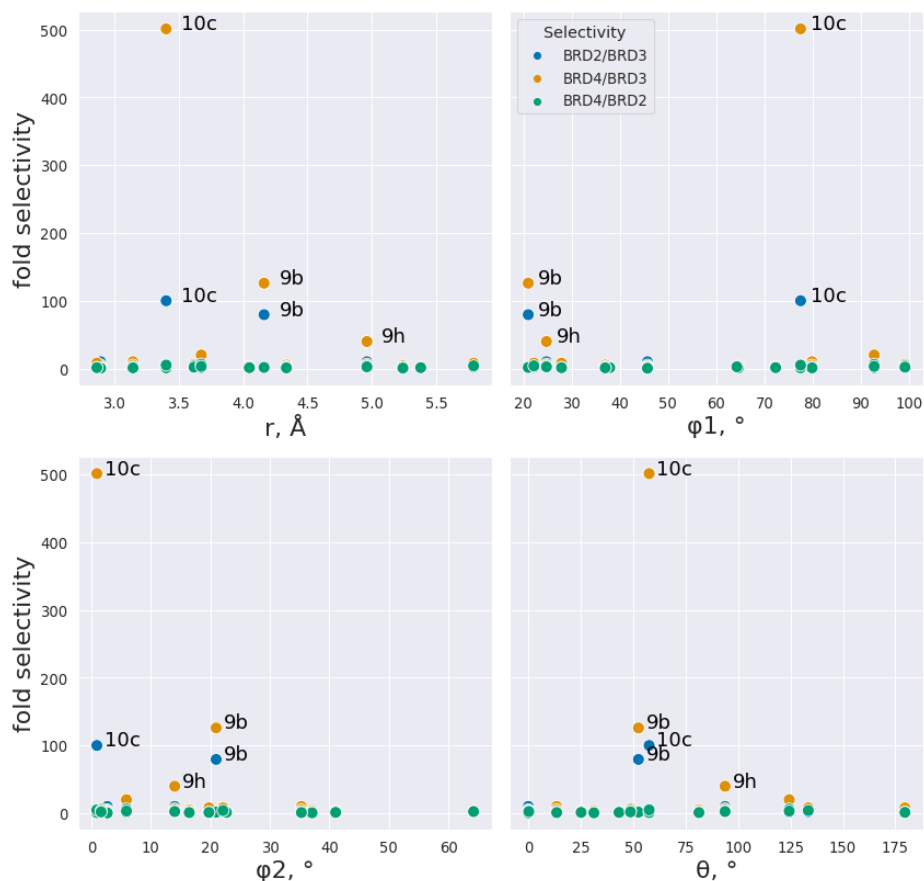 500
400
300
200
100
0
fold selectivity
10c
10c
9b
9b
9h
3.0 3.5 4.0 4.5 5.0 5.5
r, Å
Selectivity
BRD2/BRD3
BRD4/BRD3
BRD4/BRD2
10c
9b
9b
10c
9h
20 30 40 50 60 70 80 90 100
φ1, °
500
400
300
200
100
0
fold selectivity
10c
9b
10c
9b
9h
0 10 20 30 40 50 60
φ2, °
10c
9b
10c
9b
9h
0 25 50 75 100 125 150 175
θ, °